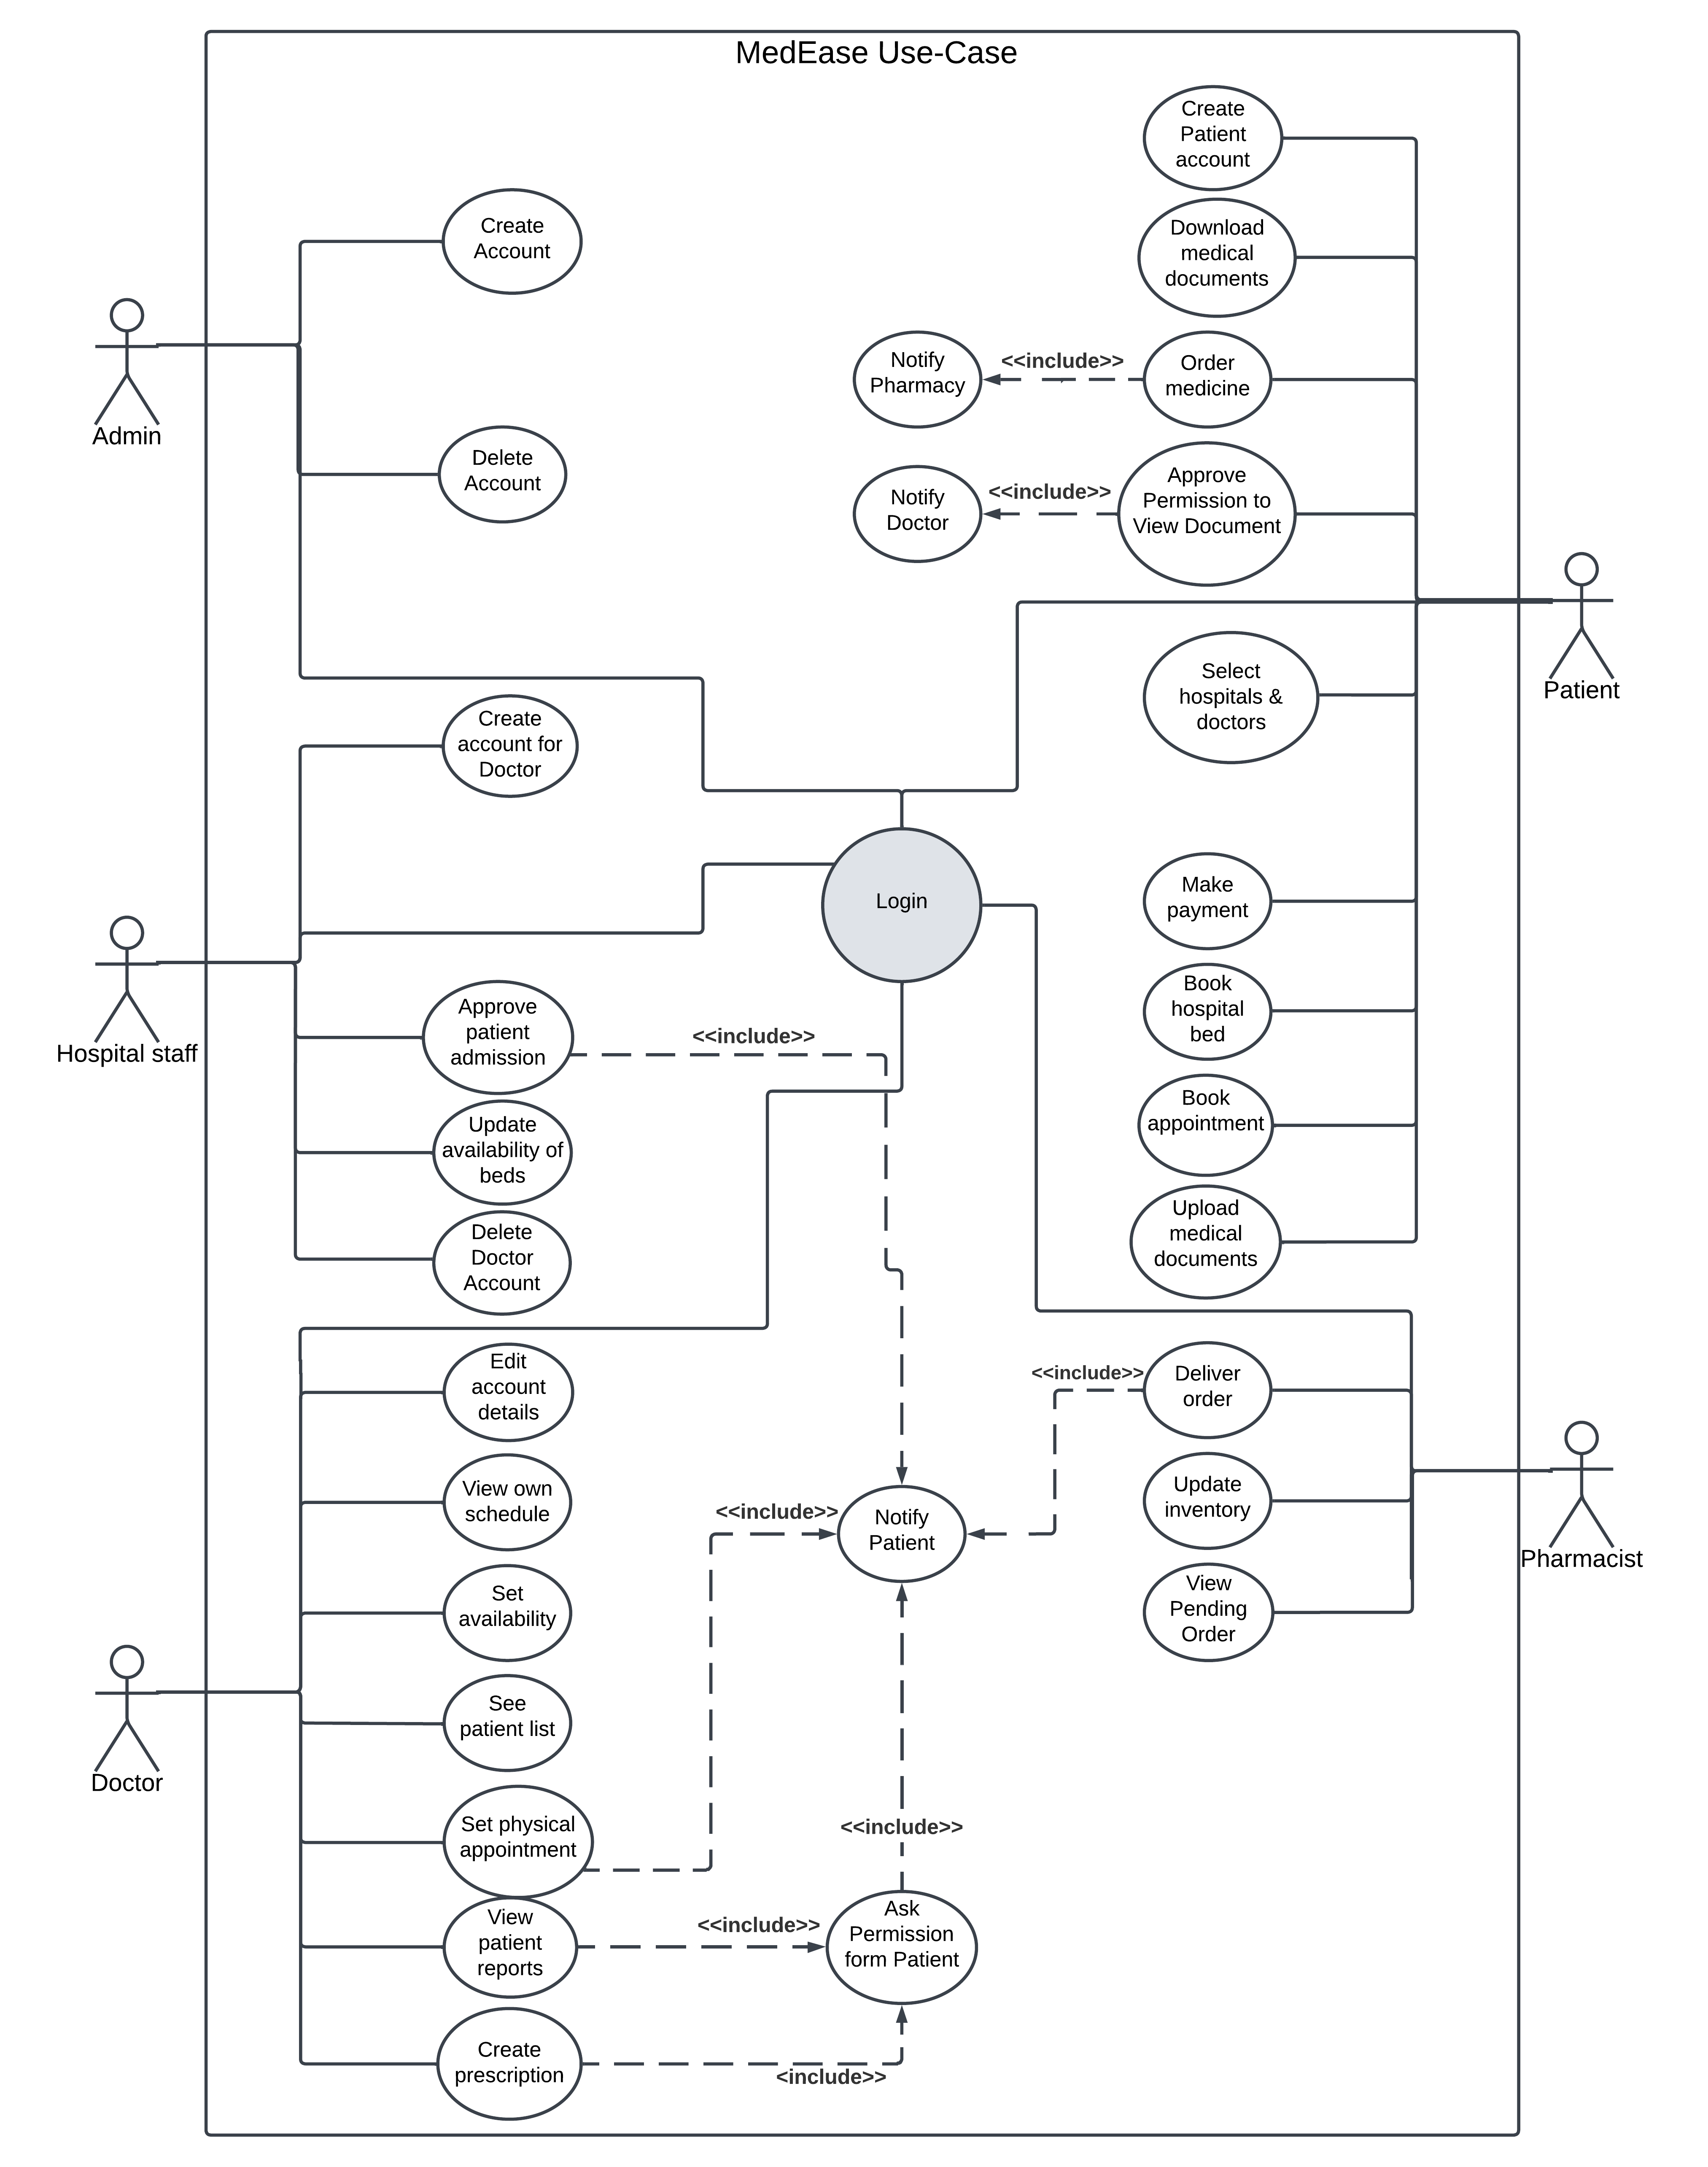 MedEase Use-Case
Create
Patient
account
Download
medical
documents
Create
Account
Admin
Notify
Pharmacy
<<include>>
Order
medicine
Delete
Account
Notify
Doctor
<<include>>
Approve
Permission to
View Document
Patient
Select
hospitals &
doctors
Create
account for
Doctor
Login
Make
payment
Hospital staff
Book
hospital
bed
Approve
patient
admission
<<include>>
Book
appointment
Update
availability of
beds
Upload
medical
documents
Delete
Doctor
Account
Edit
account
details
<<include>>
Deliver
order
View own
schedule
<<include>>
Notify
Patient
Update
inventory
Pharmacist
Set
availability
View
Pending
Order
See
patient list
Doctor
Set physical
appointment
<<include>>
View
patient
reports
<<include>>
Ask
Permission
form Patient
Create
prescription
<include>>